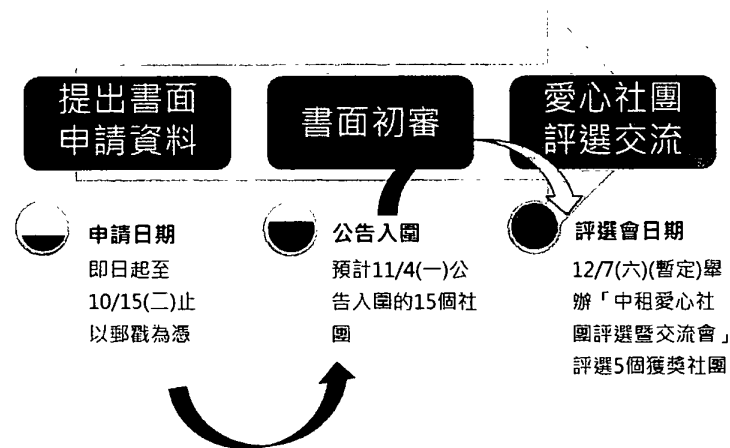 提出書面
申請資料
書面初審
愛心社團
評選交流
申請日期
即日起至
10/15(二)止
以郵戳為憑
公告入圍
預計11/4(一)公
告入圍的15個社
團
評選會日期
12/7(六)(暫定)舉
辦「中租愛心社
團評選暨交流會」
評選5個獲獎社團